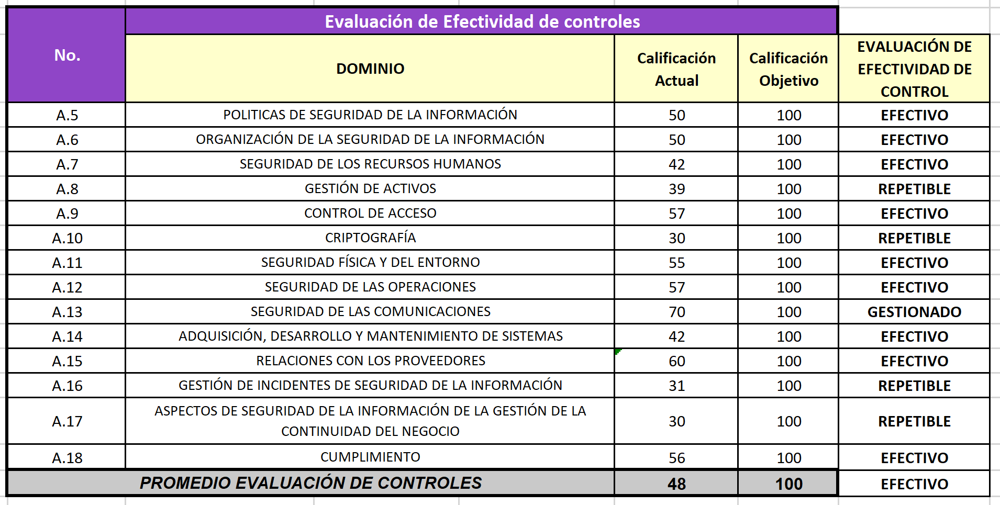 Evaluación de Efectividad de controles
No.
DOMINIO
Calificación
Actual
Calificación
Objetivo
EVALUACIÓN DE
EFECTIVIDAD DE
CONTROL
A.5 POLITICAS DE SEGURIDAD DE LA INFORMACIÓN 50 100 EFECTIVO
A.6 ORGANIZACIÓN DE LA SEGURIDAD DE LA INFORMACIÓN 50 100 EFECTIVO
A.7 SEGURIDAD DE LOS RECURSOS HUMANOS 42 100 EFECTIVO
A.8 GESTIÓN DE ACTIVOS 39 100 REPETIBLE
A.9 CONTROL DE ACCESO 57 100 EFECTIVO
A.10 CRIPTOGRAFÍA 30 100 REPETIBLE
A.11 SEGURIDAD FÍSICA Y DEL ENTORNO 55 100 EFECTIVO
A.12 SEGURIDAD DE LAS OPERACIONES 57 100 EFECTIVO
A.13 SEGURIDAD DE LAS COMUNICACIONES 70 100 GESTIONADO
A.14 ADQUISICIÓN, DESARROLLO Y MANTENIMIENTO DE SISTEMAS 42 100 EFECTIVO
A.15 RELACIONES CON LOS PROVEEDORES 60 100 EFECTIVO
A.16 GESTIÓN DE INCIDENTES DE SEGURIDAD DE LA INFORMACIÓN 31 100 REPETIBLE
A.17 ASPECTOS DE SEGURIDAD DE LA INFORMACIÓN DE LA GESTIÓN DE LA
CONTINUIDAD DEL NEGOCIO 30 100 REPETIBLE
A.18 CUMPLIMIENTO 56 100 EFECTIVO
PROMEDIO EVALUACIÓN DE CONTROLES 48 100 EFECTIVO